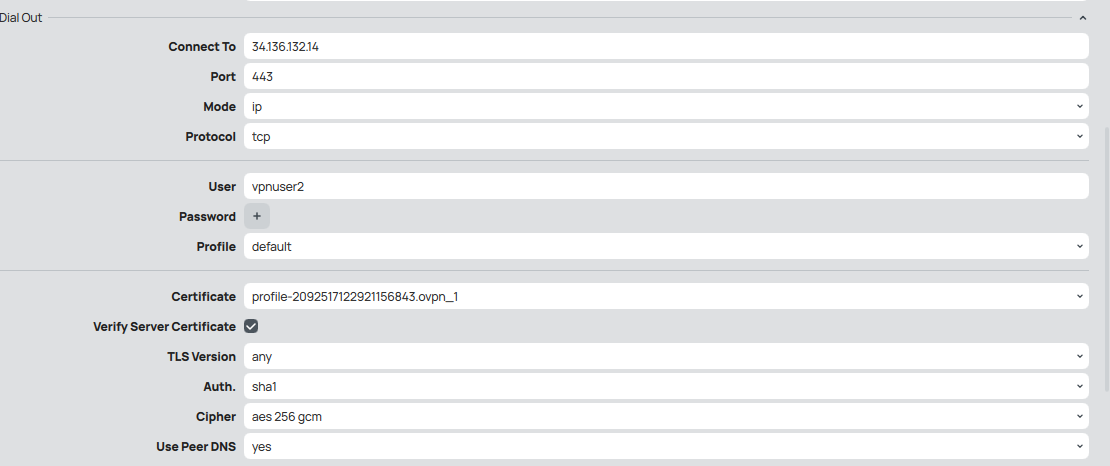 Dial Out
Connect To 34.136.132.14
Port 443
Mode ip
Protocol tcp
User vpnuser2
Password +
Profile default
Certificate profile-2092517122921156843.ovpn_1
Verify Server Certificate
TLS Version any
Auth. sha1
Cipher aes 256 gcm
Use Peer DNS yes